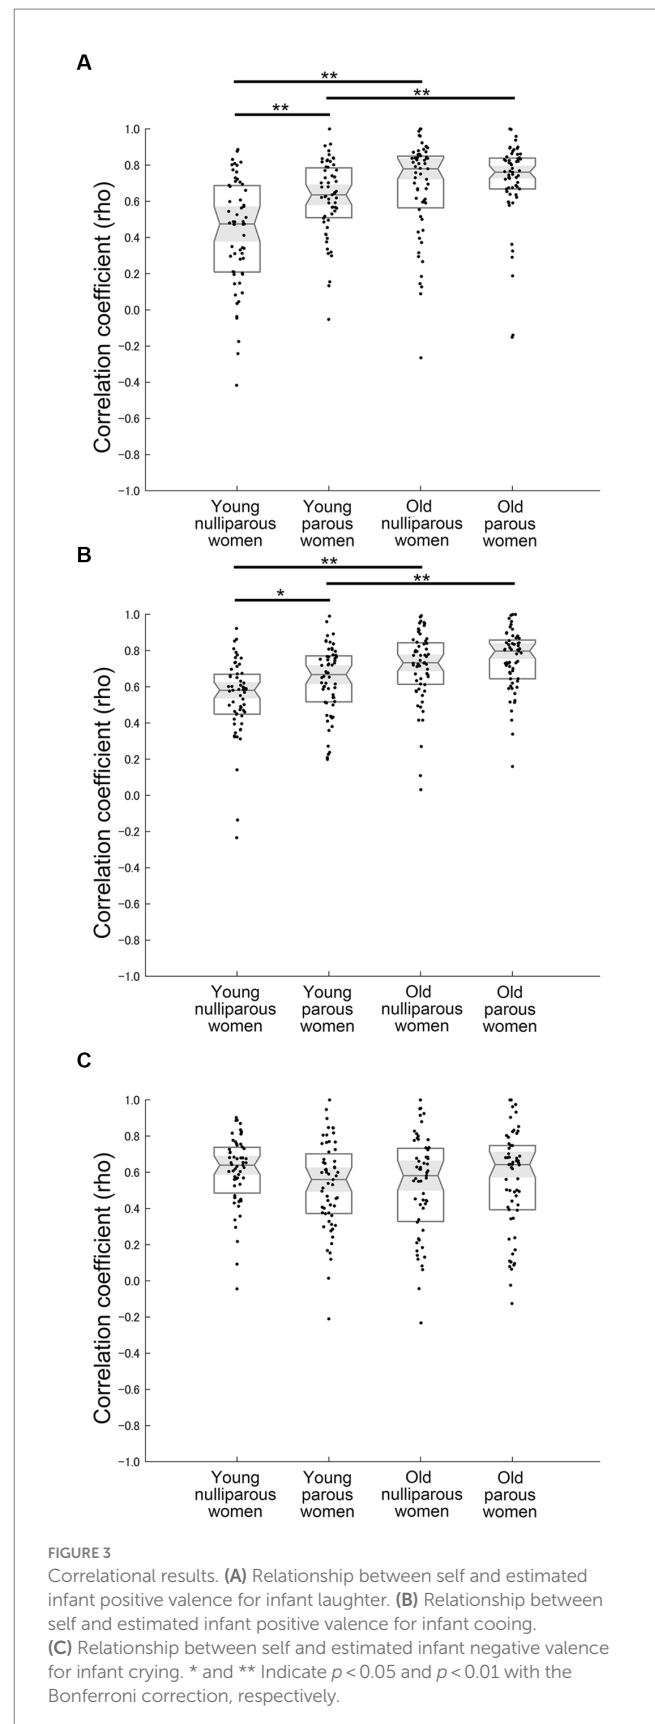 A
**
**
**
1.0
0.8
0.6
0.4
0.2
0.0
−0.2
−0.4
−0.6
−0.8
−1.0
Correlation coefficient (rho)
Young nulliparous women
Young parous women
Old nulliparous women
Old parous women
B
**
**
*
1.0
0.8
0.6
0.4
0.2
0.0
−0.2
−0.4
−0.6
−0.8
−1.0
Correlation coefficient (rho)
Young nulliparous women
Young parous women
Old nulliparous women
Old parous women
C
1.0
0.8
0.6
0.4
0.2
0.0
−0.2
−0.4
−0.6
−0.8
−1.0
Correlation coefficient (rho)
Young nulliparous women
Young parous women
Old nulliparous women
Old parous women
FIGURE 3
Correlational results. (A) Relationship between self and estimated
infant positive valence for infant laughter. (B) Relationship between
self and estimated infant positive valence for infant cooing.
(C) Relationship between self and estimated infant negative valence
for infant crying. * and ** Indicate p < 0.05 and p < 0.01 with the
Bonferroni correction, respectively.